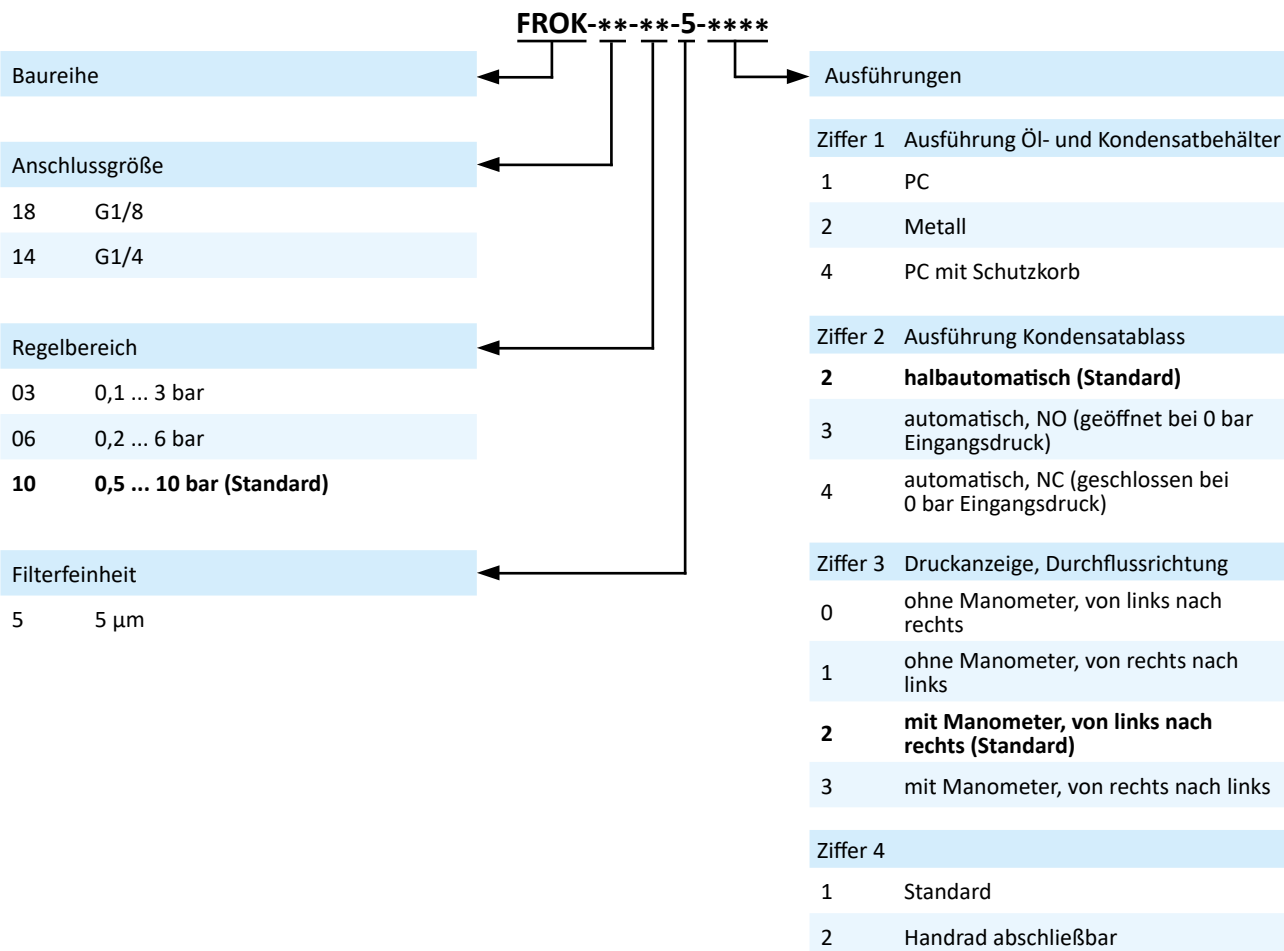 FROK-**-**-5-****
Baureihe
Anschlussgröße
18 G1/8
14 G1/4
Regelbereich
03 0,1 ... 3 bar
06 0,2 ... 6 bar
10 0,5 ... 10 bar (Standard)
Filterfeinheit
5 5 µm
Ausführungen
Ziffer 1 Ausführung Öl- und Kondensatbehälter
1 PC
2 Metall
4 PC mit Schutzkorb
Ziffer 2 Ausführung Kondensatablass
2 halbautomatisch (Standard)
3 automatisch, NO (geöffnet bei 0 bar
Eingangsdruck)
4 automatisch, NC (geschlossen bei
0 bar Eingangsdruck)
Ziffer 3 Druckanzeige, Durchflussrichtung
0 ohne Manometer, von links nach
rechts
1 ohne Manometer, von rechts nach
links
2 mit Manometer, von links nach
rechts (Standard)
3 mit Manometer, von rechts nach links
Ziffer 4
1 Standard
2 Handrad abschließbar